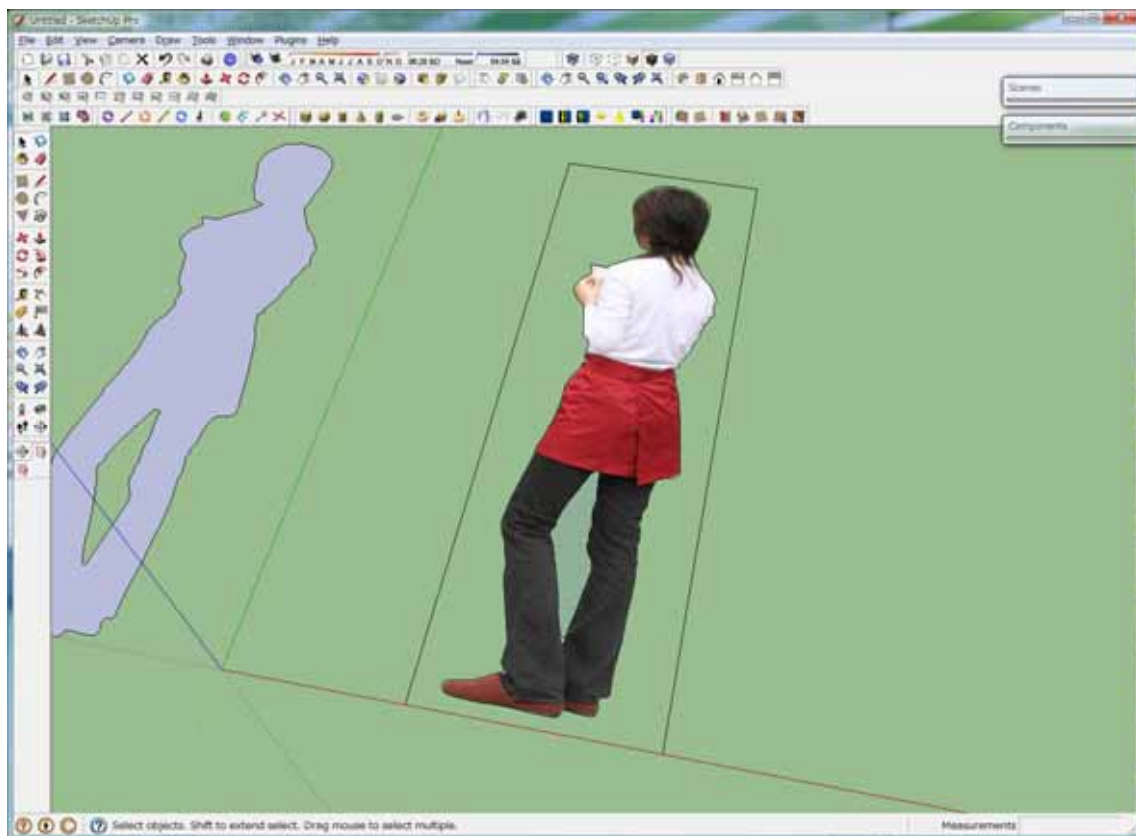 Untitled - SketchUp Pro
File Edit View Camera Draw Tools Window Plugins Help
J F M A M J J A S O N D Noon
Scenes
Components
Select objects. Shift to extend select. Drag mouse to select multiple.
Measurements